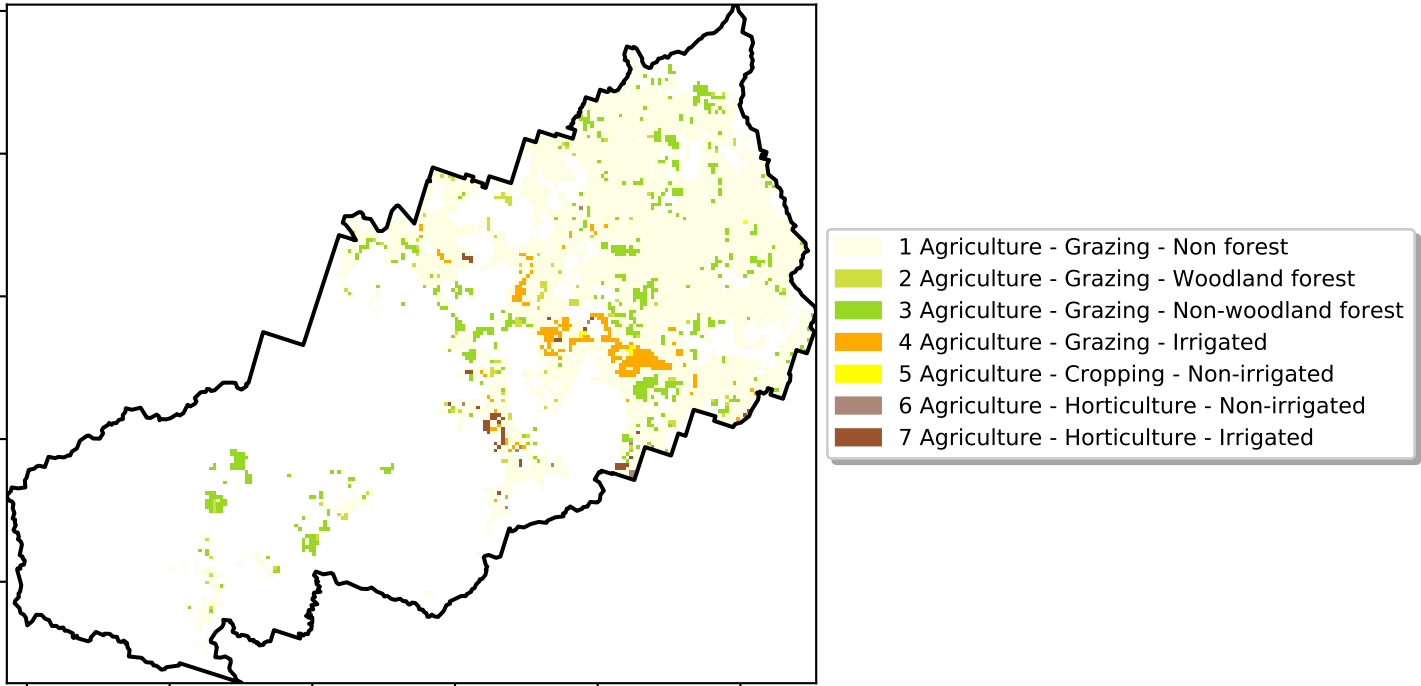 1 Agriculture - Grazing - Non forest
2 Agriculture - Grazing - Woodland forest
3 Agriculture - Grazing - Non-woodland forest
4 Agriculture - Grazing - Irrigated
5 Agriculture - Cropping - Non-irrigated
6 Agriculture - Horticulture - Non-irrigated
7 Agriculture - Horticulture - Irrigated